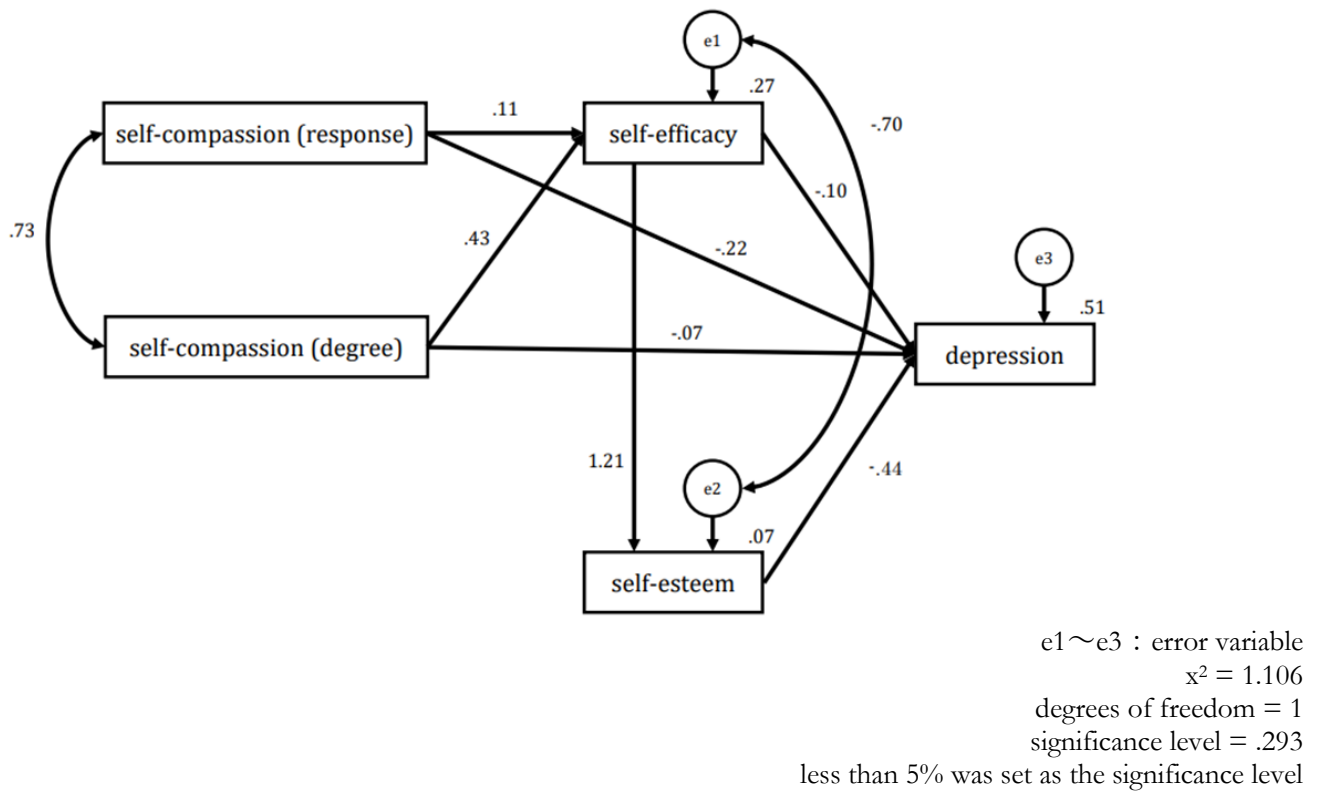 e1
.27
.11
self-compassion (response)
self-efficacy
-.70
-.10
.73
.43
-.22
e3
.51
-.07
self-compassion (degree)
depression
1.21
-.44
e2
.07
self-esteem
e1～e3：error variable
x² = 1.106
degrees of freedom = 1
significance level = .293
less than 5% was set as the significance level